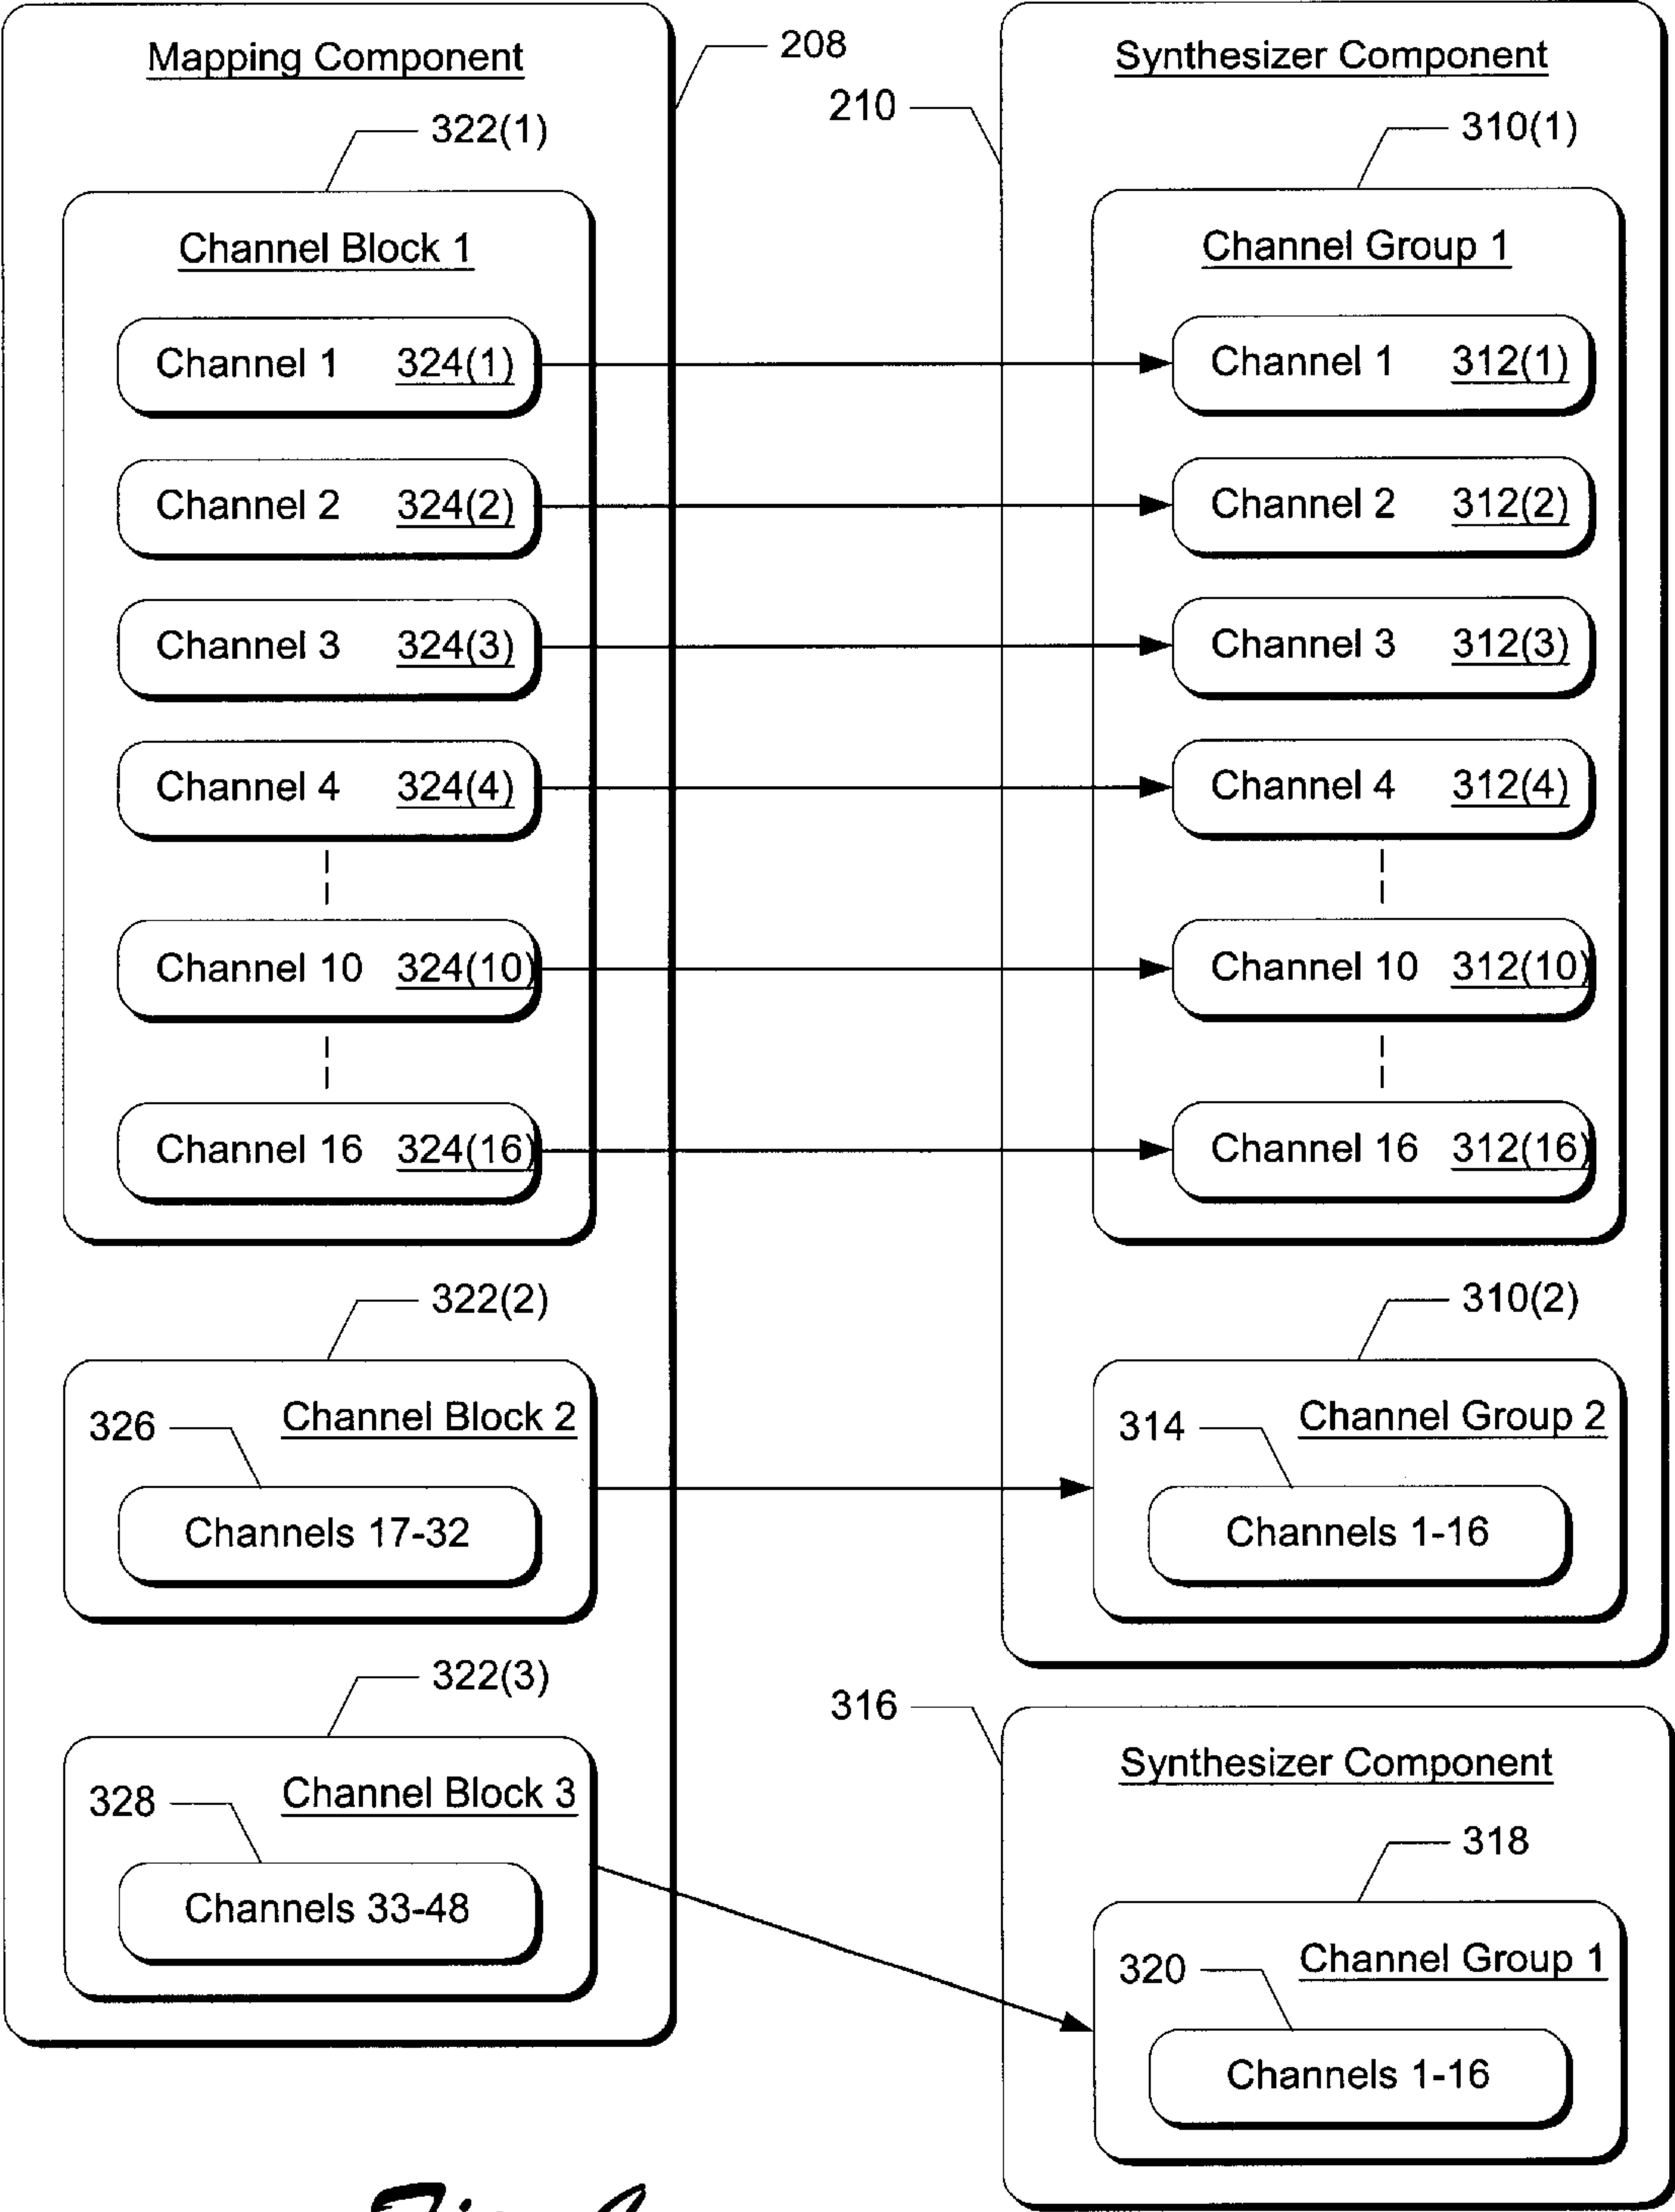 Mapping Component
208
322(1)
Channel Block 1
Channel 1 324(1)
Channel 2 324(2)
Channel 3 324(3)
Channel 4 324(4)
Channel 10 324(10)
Channel 16 324(16)
322(2)
326
Channel Block 2
Channels 17-32
322(3)
328
Channel Block 3
Channels 33-48
Synthesizer Component
210
310(1)
Channel Group 1
Channel 1 312(1)
Channel 2 312(2)
Channel 3 312(3)
Channel 4 312(4)
Channel 10 312(10)
Channel 16 312(16)
310(2)
314
Channel Group 2
Channels 1-16
316
Synthesizer Component
318
320
Channel Group 1
Channels 1-16